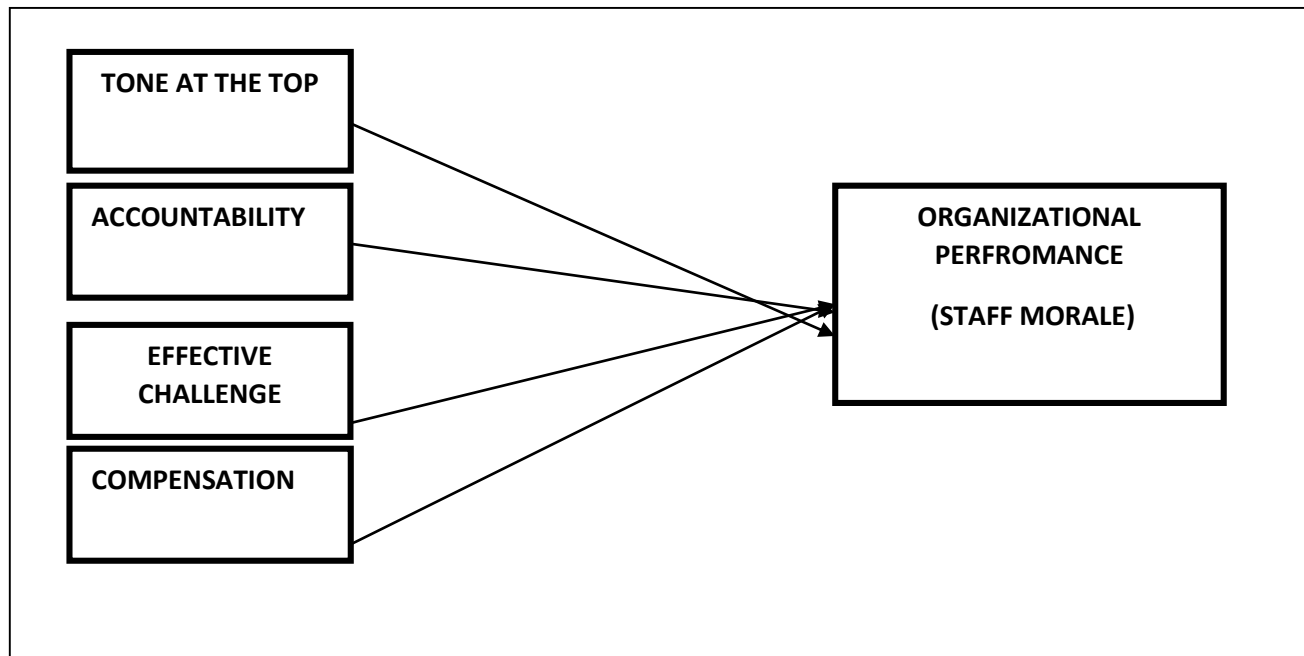 TONE AT THE TOP
ACCOUNTABILITY
EFFECTIVE
CHALLENGE
COMPENSATION
ORGANIZATIONAL
PERFROMANCE
(STAFF MORALE)